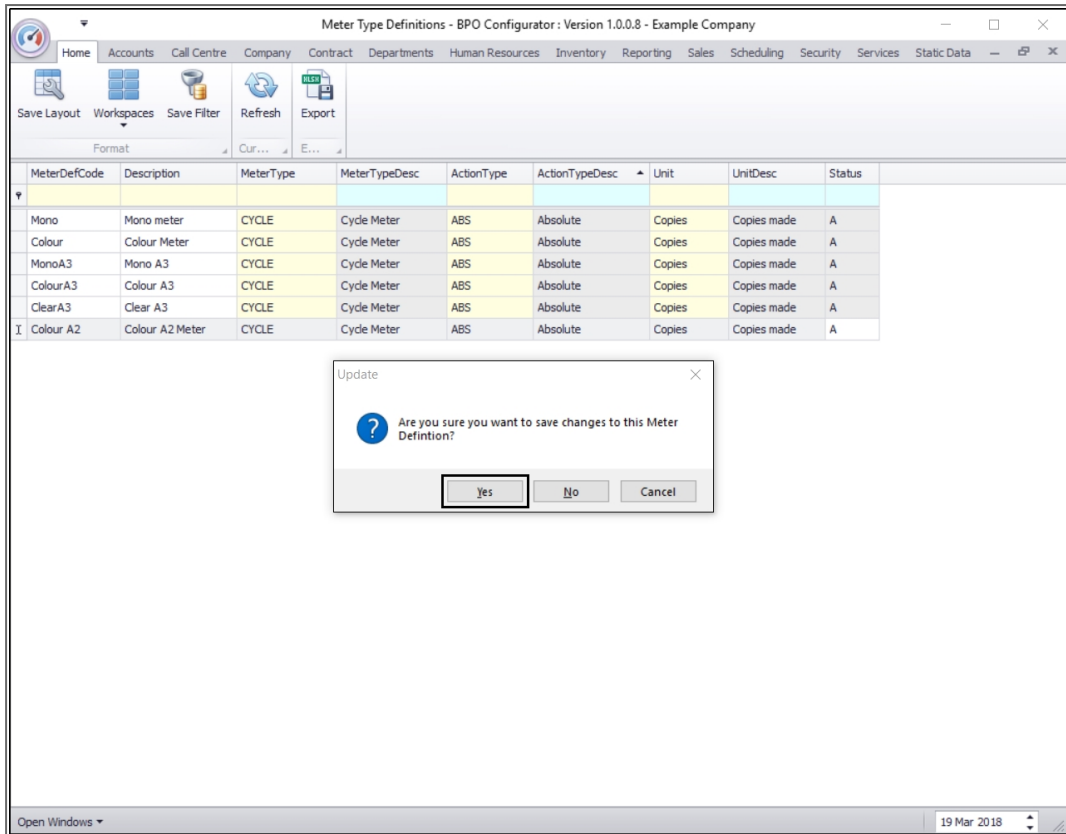 Meter Type Definitions - BPO Configurator : Version 1.0.0.8 - Example Company
Home Accounts Call Centre Company Contract Departments Human Resources Inventory Reporting Sales Scheduling Security Services Static Data
Save Layout Workspaces Save Filter Refresh XLSX Export
Format Cur... E...
MeterDefCode Description MeterType MeterTypeDesc ActionType ActionTypeDesc Unit UnitDesc Status
Mono Mono meter CYCLE Cycle Meter ABS Absolute Copies Copies made A
Colour Colour Meter CYCLE Cycle Meter ABS Absolute Copies Copies made A
MonoA3 Mono A3 CYCLE Cycle Meter ABS Absolute Copies Copies made A
ColourA3 Colour A3 CYCLE Cycle Meter ABS Absolute Copies Copies made A
ClearA3 Clear A3 CYCLE Cycle Meter ABS Absolute Copies Copies made A
Colour A2 Colour A2 Meter CYCLE Cycle Meter ABS Absolute Copies Copies made A
Update
Are you sure you want to save changes to this Meter
Defintion?
Yes No Cancel
Open Windows 19 Mar 2018